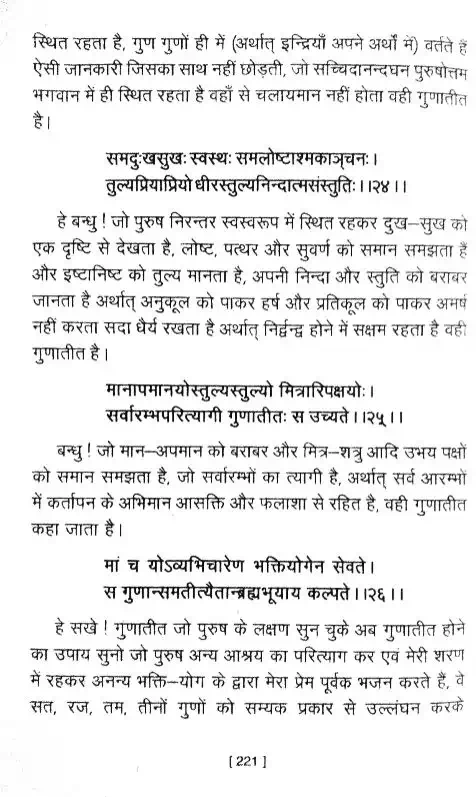 स्थित रहता है, गुण गुणों ही में (अर्थात् इन्द्रियाँ अपने अर्थों में) वर्तते हैं
ऐसी जानकारी जिसका साथ नहीं छोड़ती, जो सच्चिदानन्दघन पुरुषोत्तम
भगवान में ही स्थित रहता है वहाँ से चलायमान नहीं होता वही गुणातीत
है।
समदुःखसुखः स्वस्थः समलोष्टाश्मकाञ्चनः।
तुल्यप्रियाप्रियो धीरस्तुल्यनिन्दात्मसंस्तुतिः।।२४।।
हे बन्धु ! जो पुरुष निरन्तर स्वस्वरूप में स्थित रहकर दुख–सुख को
एक दृष्टि से देखता है, लोष्ट, पत्थर और सुवर्ण को समान समझता है
और इष्टानिष्ट को तुल्य मानता है, अपनी निन्दा और स्तुति को बराबर
जानता है अर्थात् अनुकूल को पाकर हर्ष और प्रतिकूल को पाकर अमर्ष
नहीं करता सदा धैर्य रखता है अर्थात् निर्द्वन्द्व होने में सक्षम रहता है वही
गुणातीत है।
मानापमानयोस्तुल्यस्तुल्यो मित्रारिपक्षयोः।
सर्वारम्भपरित्यागी गुणातीतः स उच्यते।।२५।।
बन्धु ! जो मान–अपमान को बराबर और मित्र–शत्रु आदि उभय पक्षों
को समान समझता है, जो सर्वारम्भों का त्यागी है, अर्थात् सर्व आरम्भों
में कर्तापन के अभिमान आसक्ति और फलाशा से रहित है, वही गुणातीत
कहा जाता है।
मां च योऽव्यभिचारेण भक्तियोगेन सेवते।
स गुणान्समतीत्यैतान्ब्रह्मभूयाय कल्पते।।२६।।
हे सखे ! गुणातीत जो पुरुष के लक्षण सुन चुके अब गुणातीत होने
का उपाय सुनो जो पुरुष अन्य आश्रय का परित्याग कर एवं मेरी शरण
में रहकर अनन्य भक्ति–योग के द्वारा मेरा प्रेम पूर्वक भजन करते हैं, वे
सत, रज, तम, तीनों गुणों को सम्यक प्रकार से उल्लंघन करके
[ 221 ]